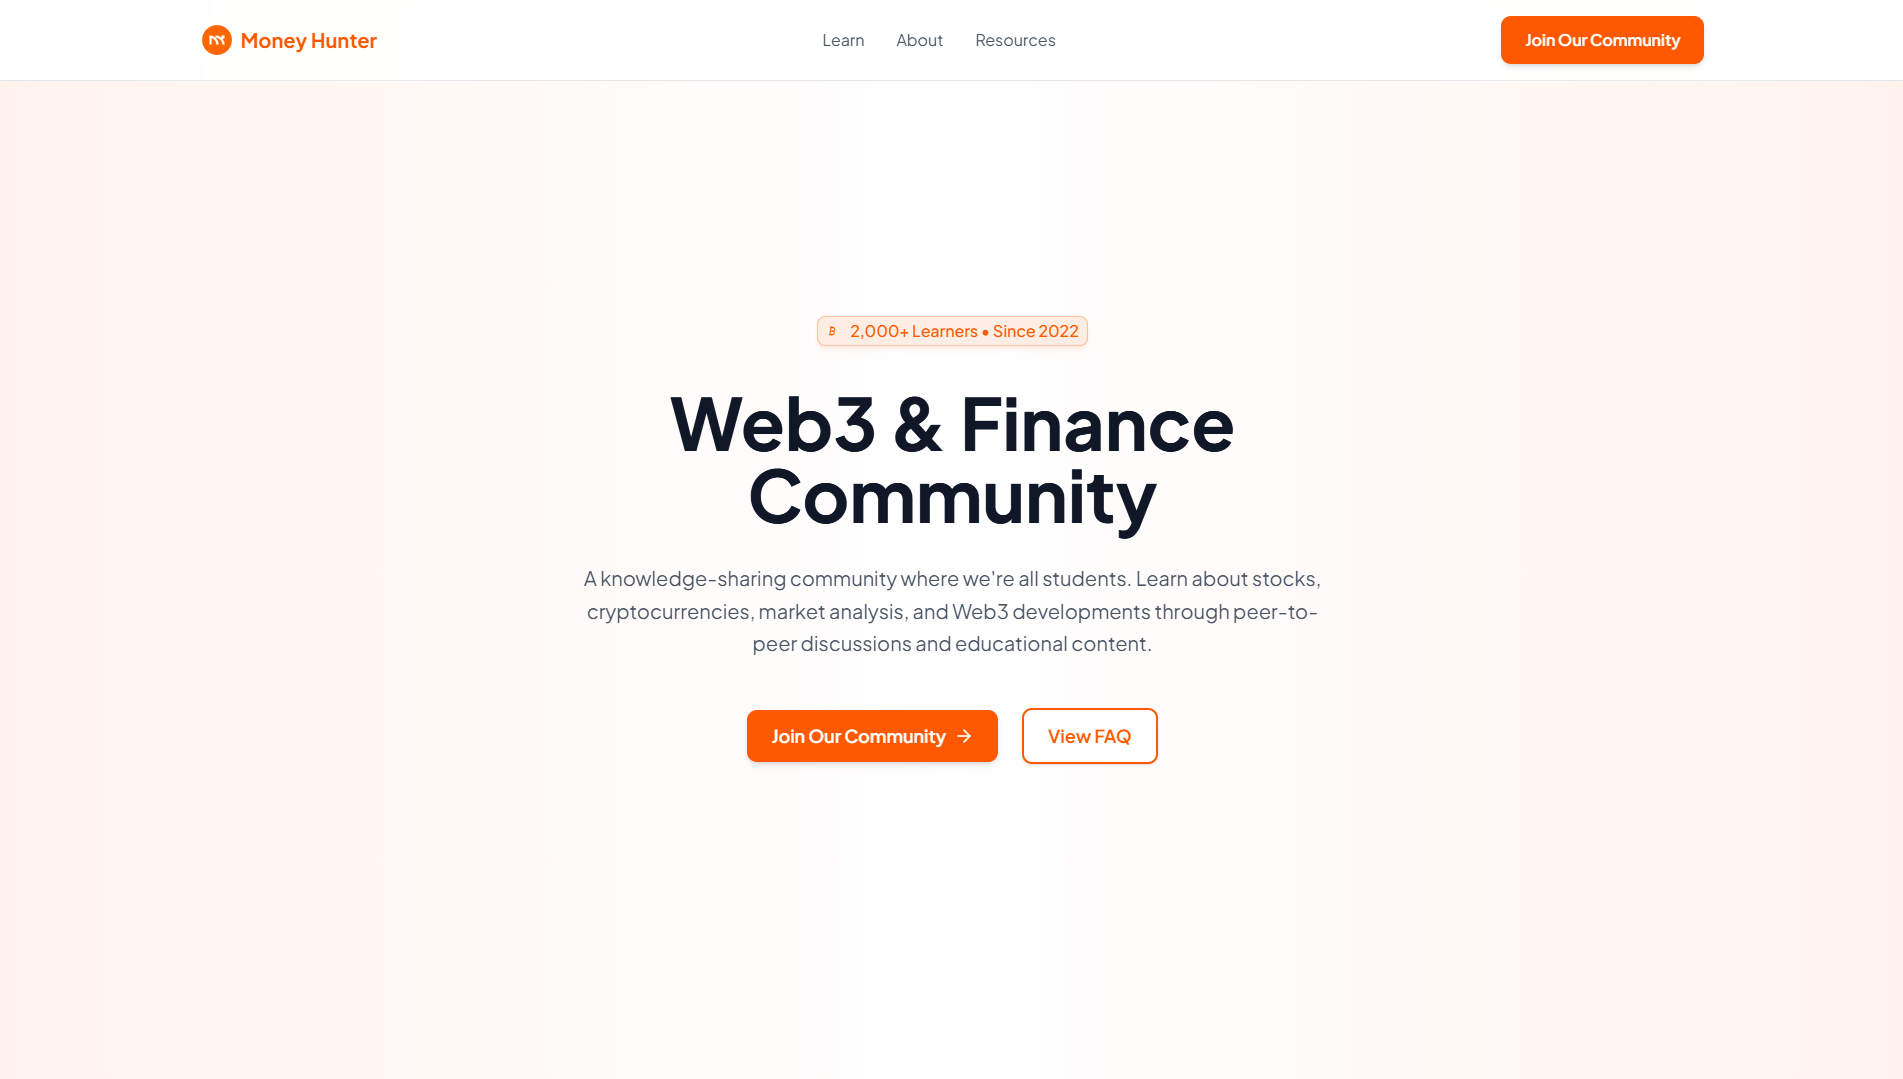 Money Hunter
Learn
About
Resources
Join Our Community
2,000+ Learners • Since 2022
Web3 & Finance
Community
A knowledge-sharing community where we're all students. Learn about stocks,
cryptocurrencies, market analysis, and Web3 developments through peer-to-
peer discussions and educational content.
Join Our Community →
View FAQ